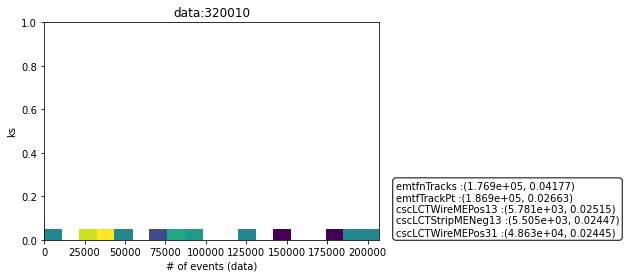 data:320010
1.0
0.8
0.6
0.4
0.2
0.0
ks
0 25000 50000 75000 100000 125000 150000 175000 200000
# of events (data)
emtfnTracks :(1.769e+05, 0.04177)
emtfTrackPt :(1.869e+05, 0.02663)
cscLCTWireMEPos13 :(5.781e+03, 0.02515)
cscLCTStripMENeg13 :(5.505e+03, 0.02447)
cscLCTWireMEPos31 :(4.863e+04, 0.02445)